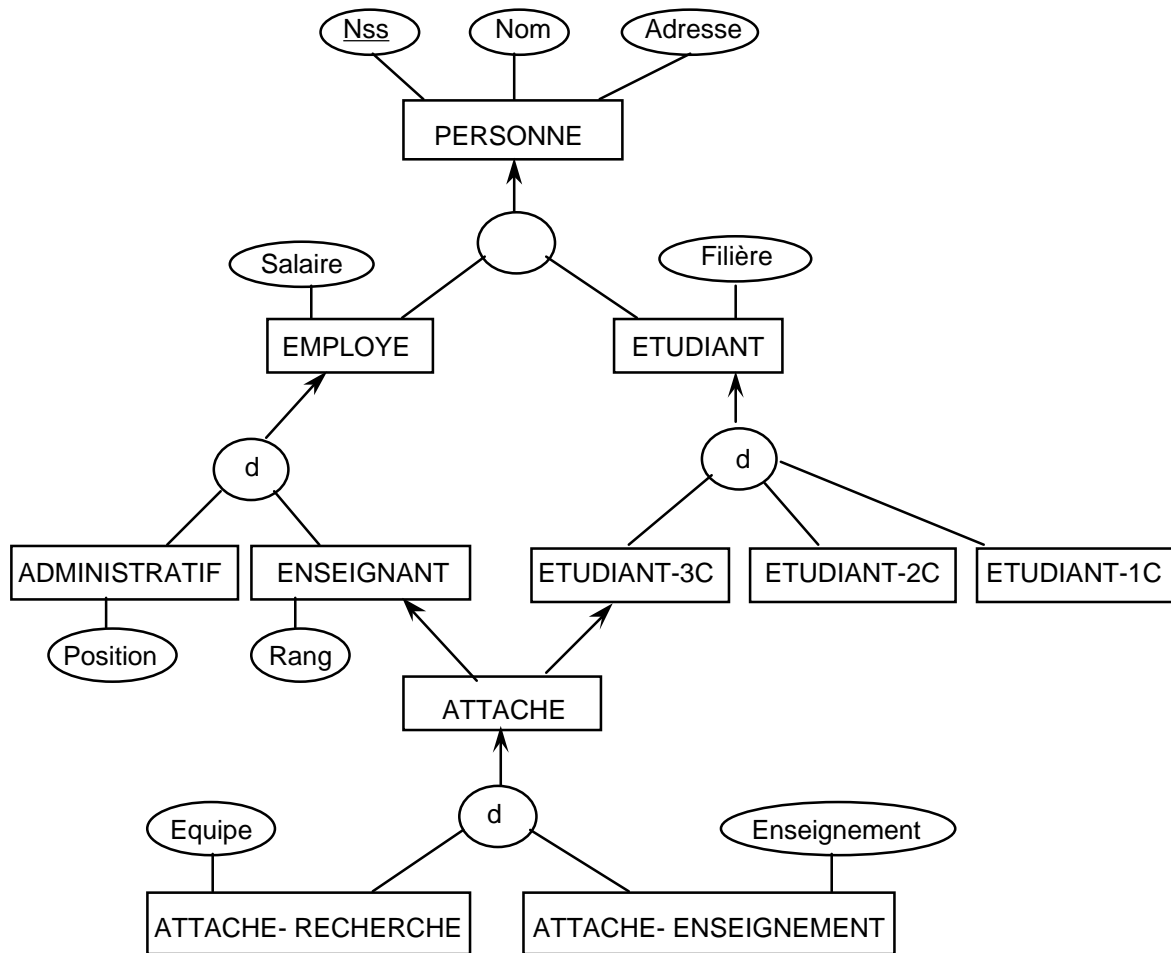 Nss Nom Adresse
PERSONNE
Salaire Filière
EMPLOYE ETUDIANT
d d
ADMINISTRATIF ENSEIGNANT ETUDIANT-3C ETUDIANT-2C ETUDIANT-1C
Position Rang
ATTACHE
d
Equipe Enseignement
ATTACHE- RECHERCHE ATTACHE- ENSEIGNEMENT